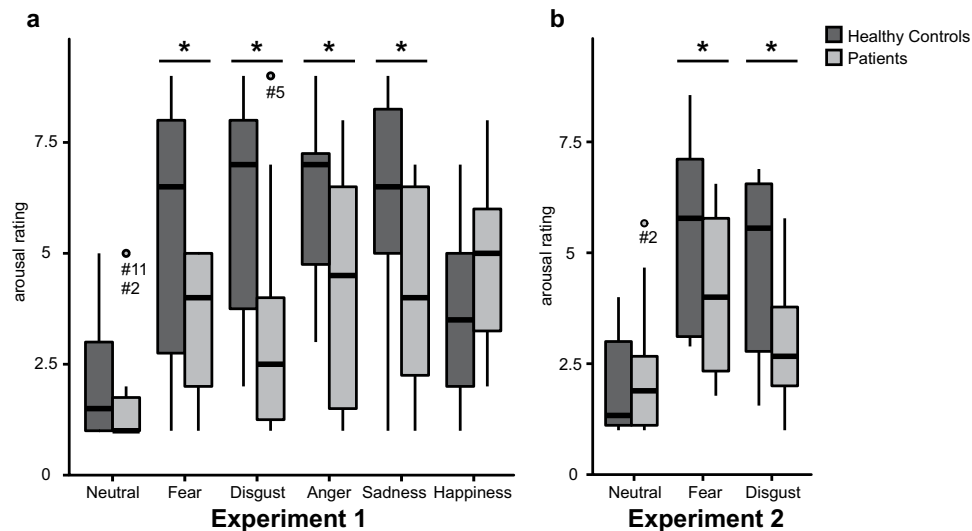 a
arousal rating
7.5
5
2.5
0
* * * *
#5
#11
#2
Neutral Fear Disgust Anger Sadness Happiness
Experiment 1
b
arousal rating
7.5
5
2.5
0
* *
#2
Neutral Fear Disgust
Experiment 2
Healthy Controls
Patients